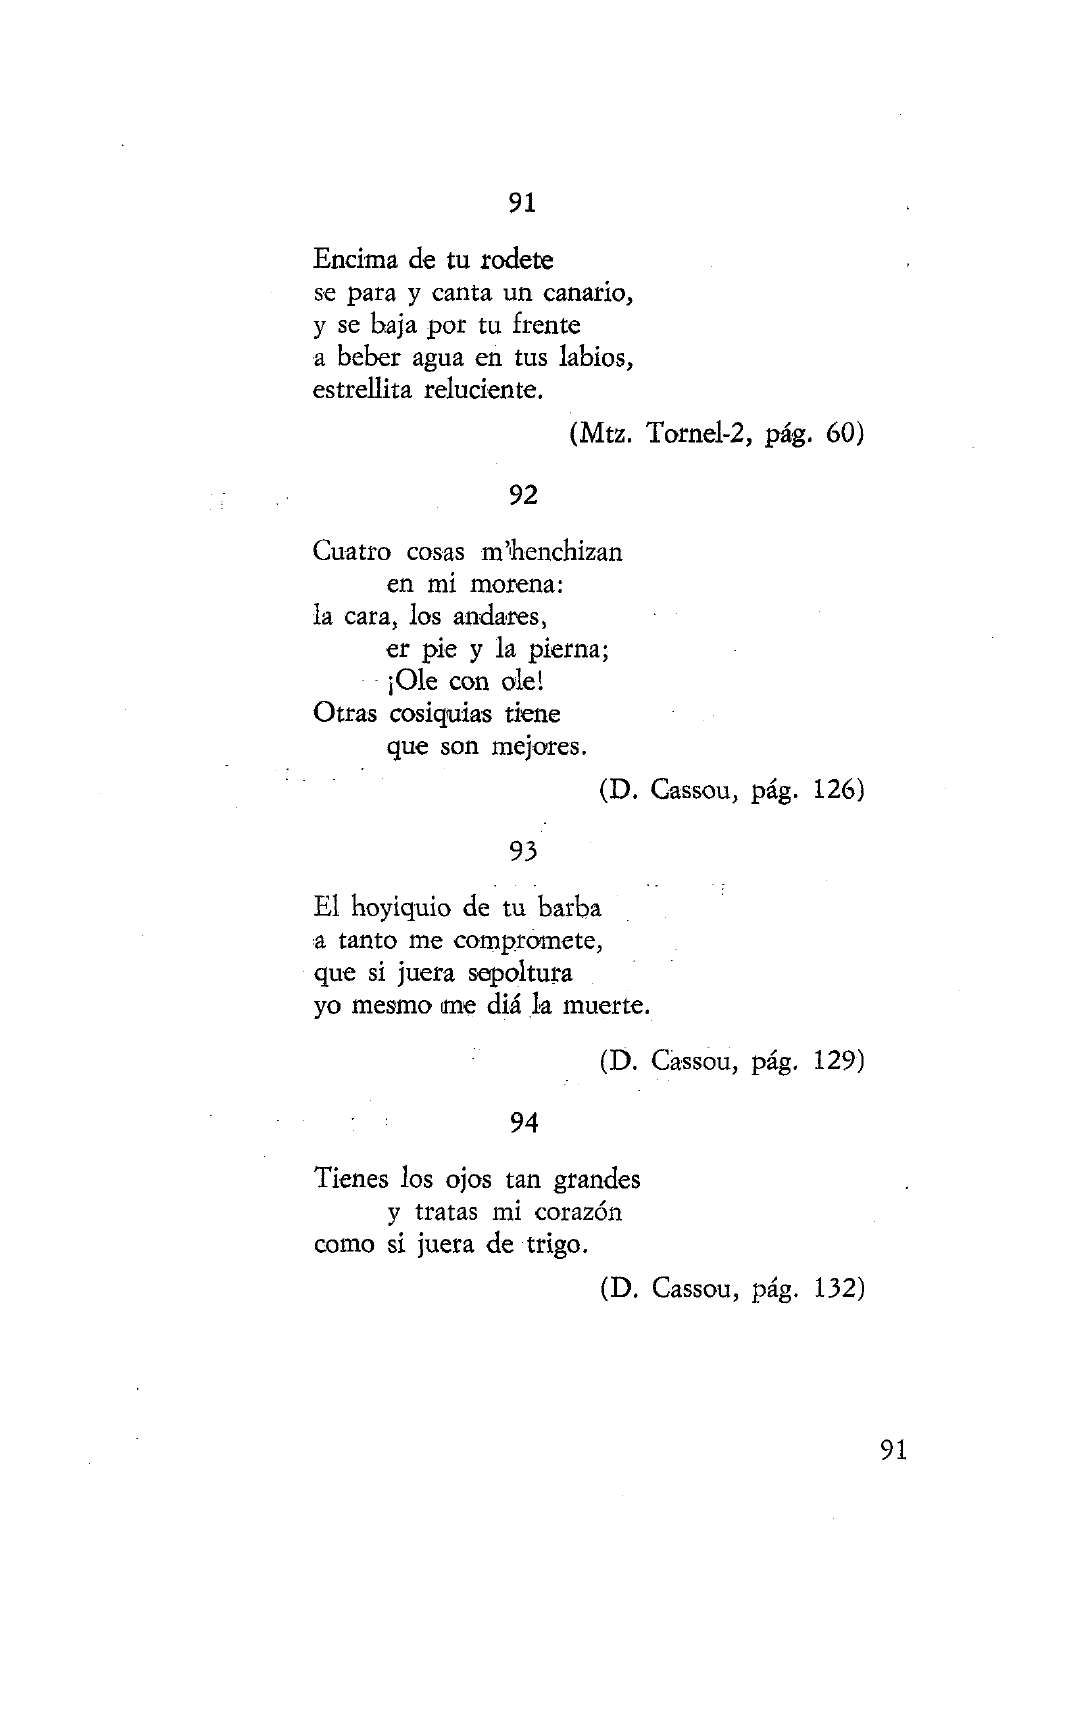 91
Encima de tu rodete
se para y canta un canario,
y se baja por tu frente
a beber agua en tus labios,
estrellita reluciente.
(Mtz. Tornel-2, pág. 60)
92
Cuatro cosas m'henchizan
en mi morena:
la cara, los andares,
er pie y la pierna;
¡Ole con ole!
Otras cosiquias tiene
que son mejores.
(D. Cassou, pág. 126)
93
El hoyiquio de tu barba
a tanto me compromete,
que si juera sepoltura
yo mesmo me diá la muerte.
(D. Cassou, pág. 129)
94
Tienes los ojos tan grandes
y tratas mi corazón
como si juera de trigo.
(D. Cassou, pág. 132)
91